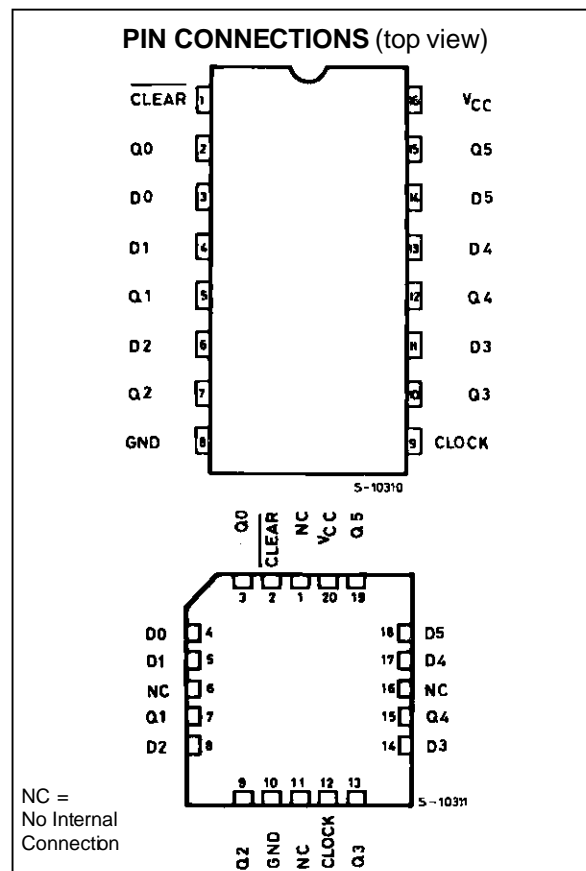 PIN CONNECTIONS (top view)
CLEAR 1 16 VCC
Q0 2 15 Q5
D0 3 14 D5
D1 4 13 D4
Q1 5 12 Q4
D2 6 11 D3
Q2 7 10 Q3
GND 8 9 CLOCK
S-10310
Q0 CLEAR NC VCC Q5
3 2 1 20 19
D0 4 18 D5
D1 5 17 D4
NC 6 16 NC
Q1 7 15 Q4
D2 8 14 D3
9 10 11 12 13
S-10311
Q2 GND NC CLOCK Q3
NC =
No Internal
Connection